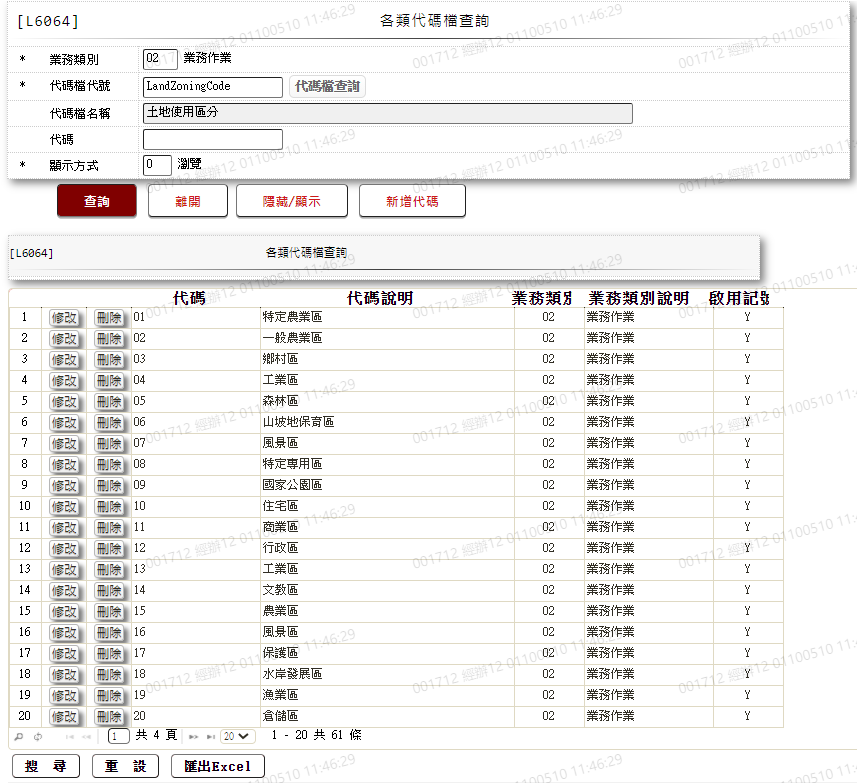 [L6064] 各類代碼檔查詢
* 業務類別 02 業務作業
* 代碼檔代號 LandZoningCode 代碼檔查詢
代碼檔名稱 土地使用區分
代碼
* 顯示方式 0 瀏覽
查詢 離開 隱藏/顯示 新增代碼
[L6064] 各類代碼檔查詢
代碼 代碼說明 業務類別 業務類別說明 啟用記號
1 修改 刪除 01 特定農業區 02 業務作業 Y
2 修改 刪除 02 一般農業區 02 業務作業 Y
3 修改 刪除 03 鄉村區 02 業務作業 Y
4 修改 刪除 04 工業區 02 業務作業 Y
5 修改 刪除 05 森林區 02 業務作業 Y
6 修改 刪除 06 山坡地保育區 02 業務作業 Y
7 修改 刪除 07 風景區 02 業務作業 Y
8 修改 刪除 08 特定專用區 02 業務作業 Y
9 修改 刪除 09 國家公園區 02 業務作業 Y
10 修改 刪除 10 住宅區 02 業務作業 Y
11 修改 刪除 11 商業區 02 業務作業 Y
12 修改 刪除 12 行政區 02 業務作業 Y
13 修改 刪除 13 工業區 02 業務作業 Y
14 修改 刪除 14 文教區 02 業務作業 Y
15 修改 刪除 15 農業區 02 業務作業 Y
16 修改 刪除 16 風景區 02 業務作業 Y
17 修改 刪除 17 保護區 02 業務作業 Y
18 修改 刪除 18 水岸發展區 02 業務作業 Y
19 修改 刪除 19 漁業區 02 業務作業 Y
20 修改 刪除 20 倉儲區 02 業務作業 Y
1 共 4 頁 20 1 - 20 共 61 條
搜 尋 重 設 匯出Excel
001712 經辦12 01100510 11:46:29